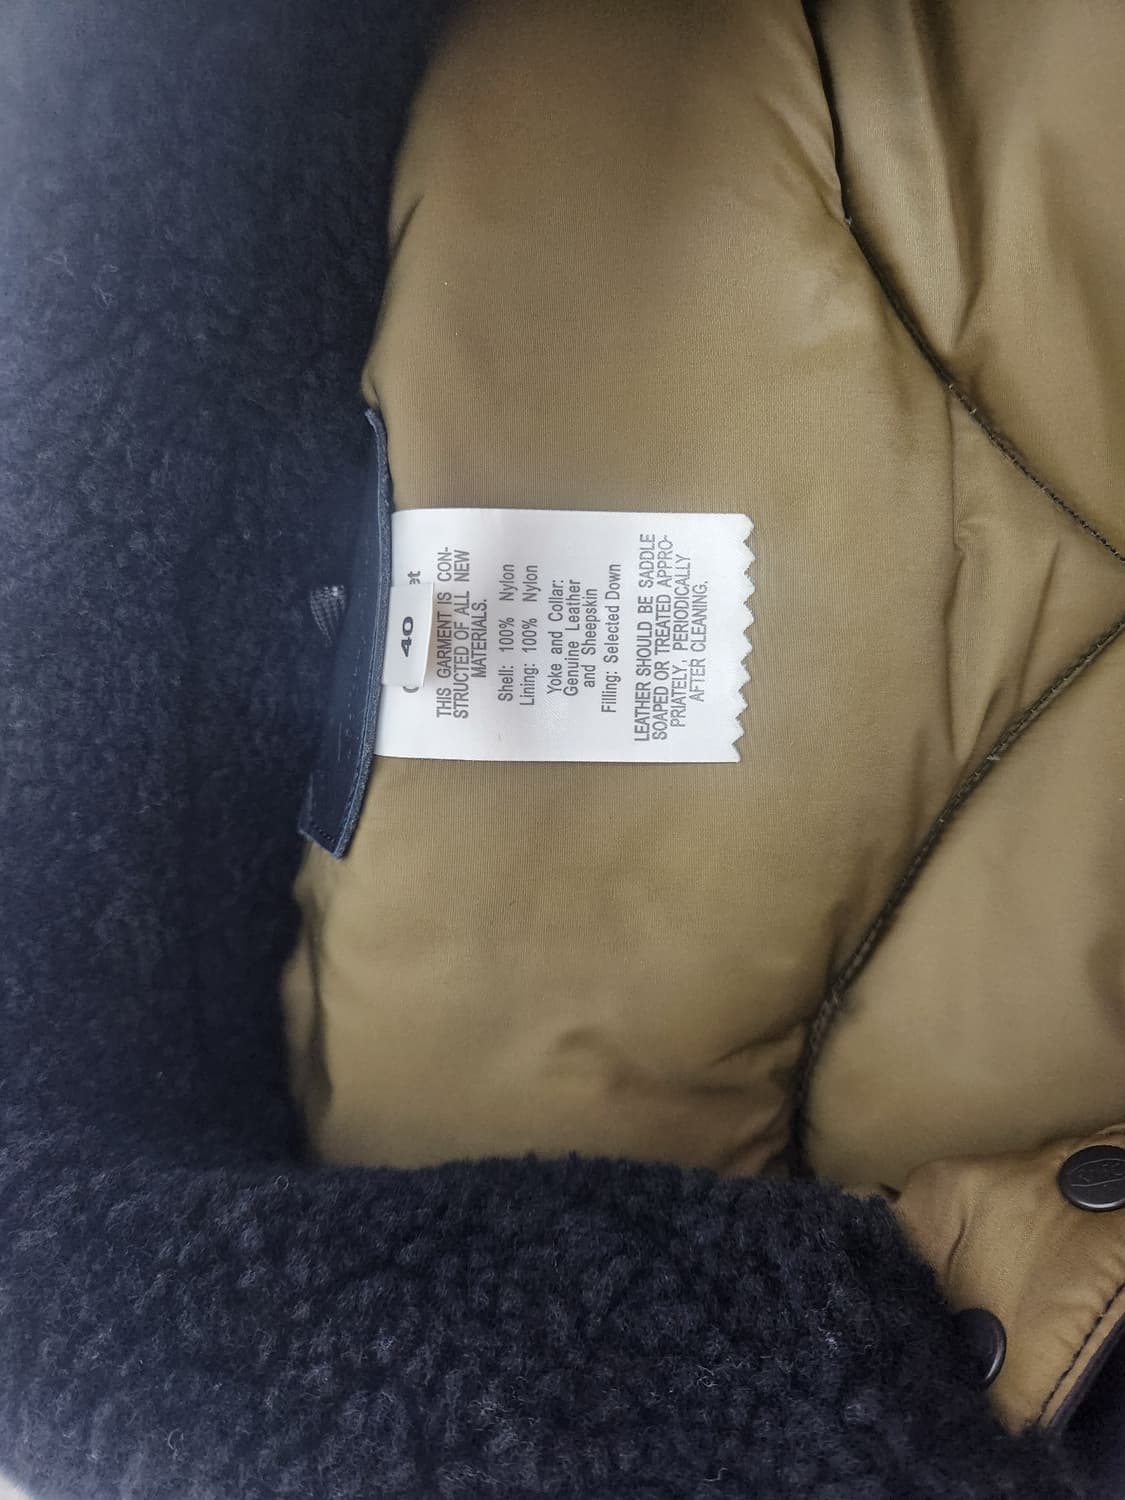 40
THIS GARMENT IS CON-
STRUCTED OF ALL NEW
MATERIALS.
Shell: 100% Nylon
Lining: 100% Nylon
Yoke and Collar:
Genuine Leather
and Sheepskin
Filling: Selected Down
LEATHER SHOULD BE SADDLE
SOAPED OR TREATED APPRO-
PRIATELY, PERIODICALLY
AFTER CLEANING.